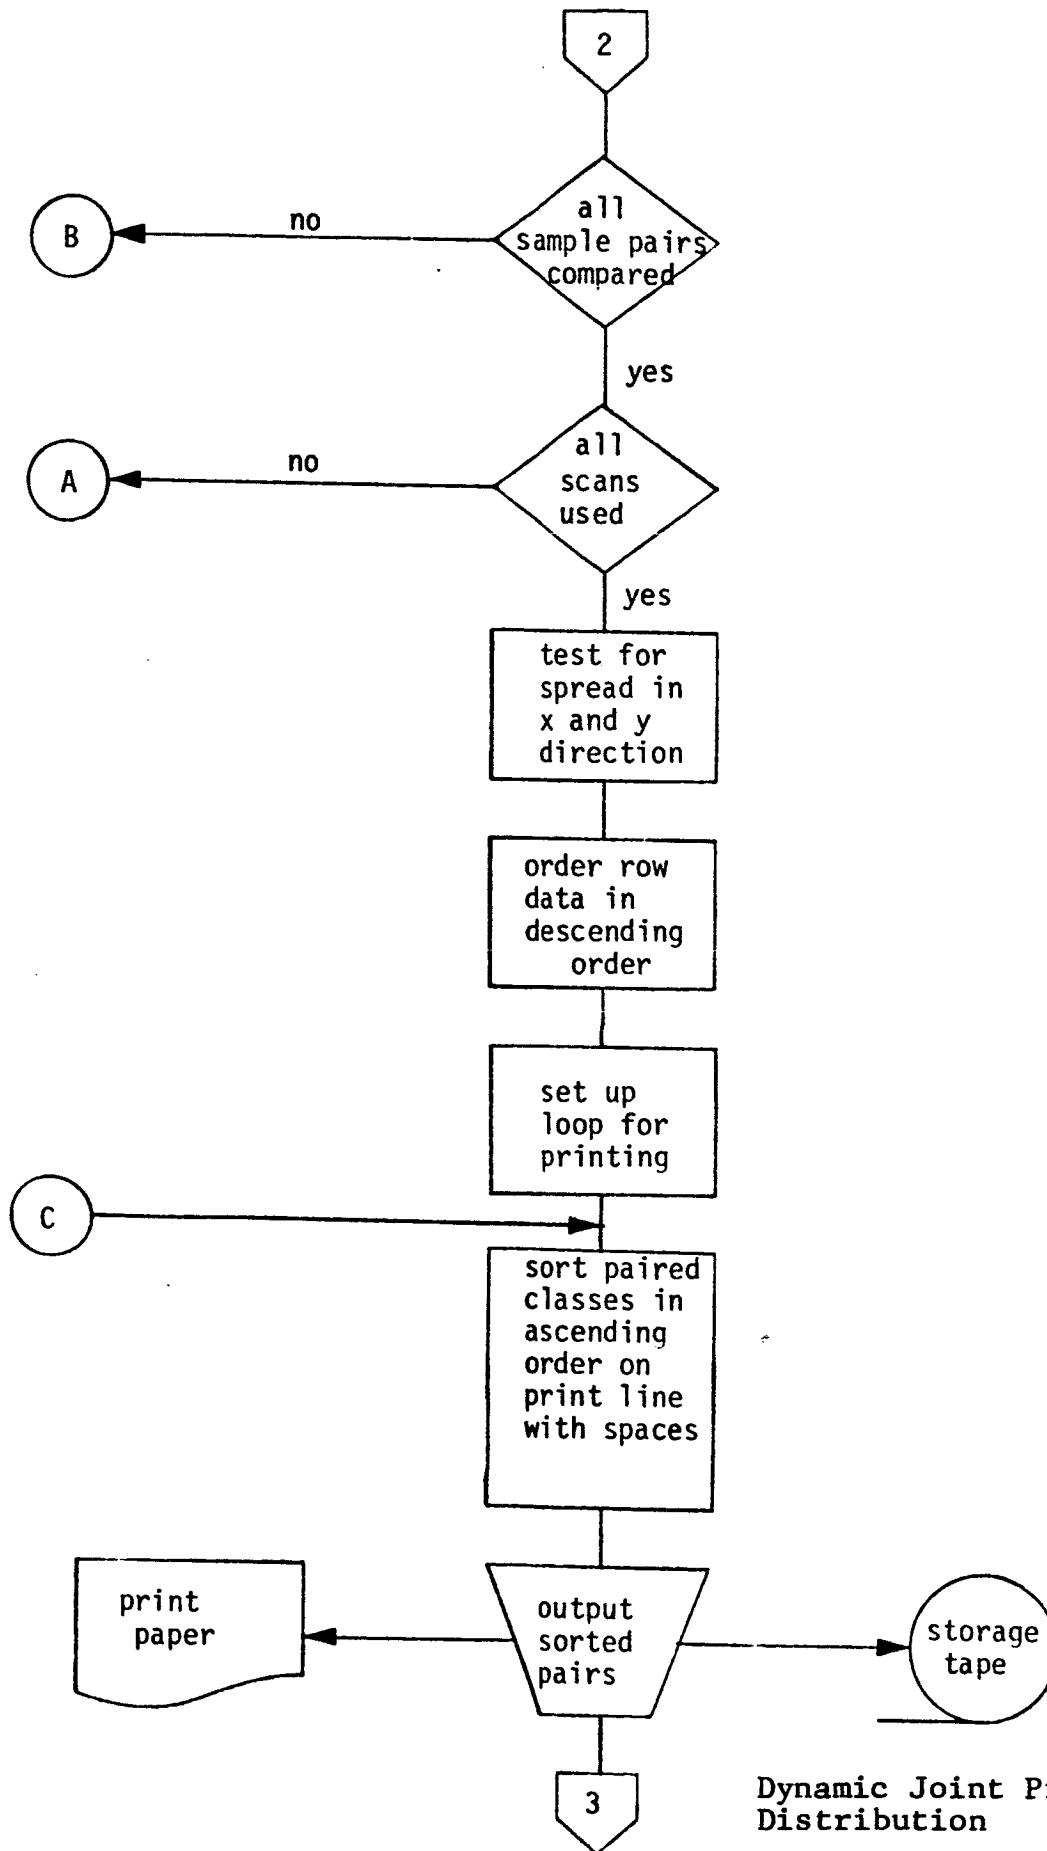 2
all
sample pairs
compared
no
B
yes
all
scans
used
no
A
yes
test for
spread in
x and y
direction
order row
data in
descending
order
set up
loop for
printing
C
sort paired
classes in
ascending
order on
print line
with spaces
output
sorted
pairs
print
paper
storage
tape
3
Dynamic Joint
Distribution